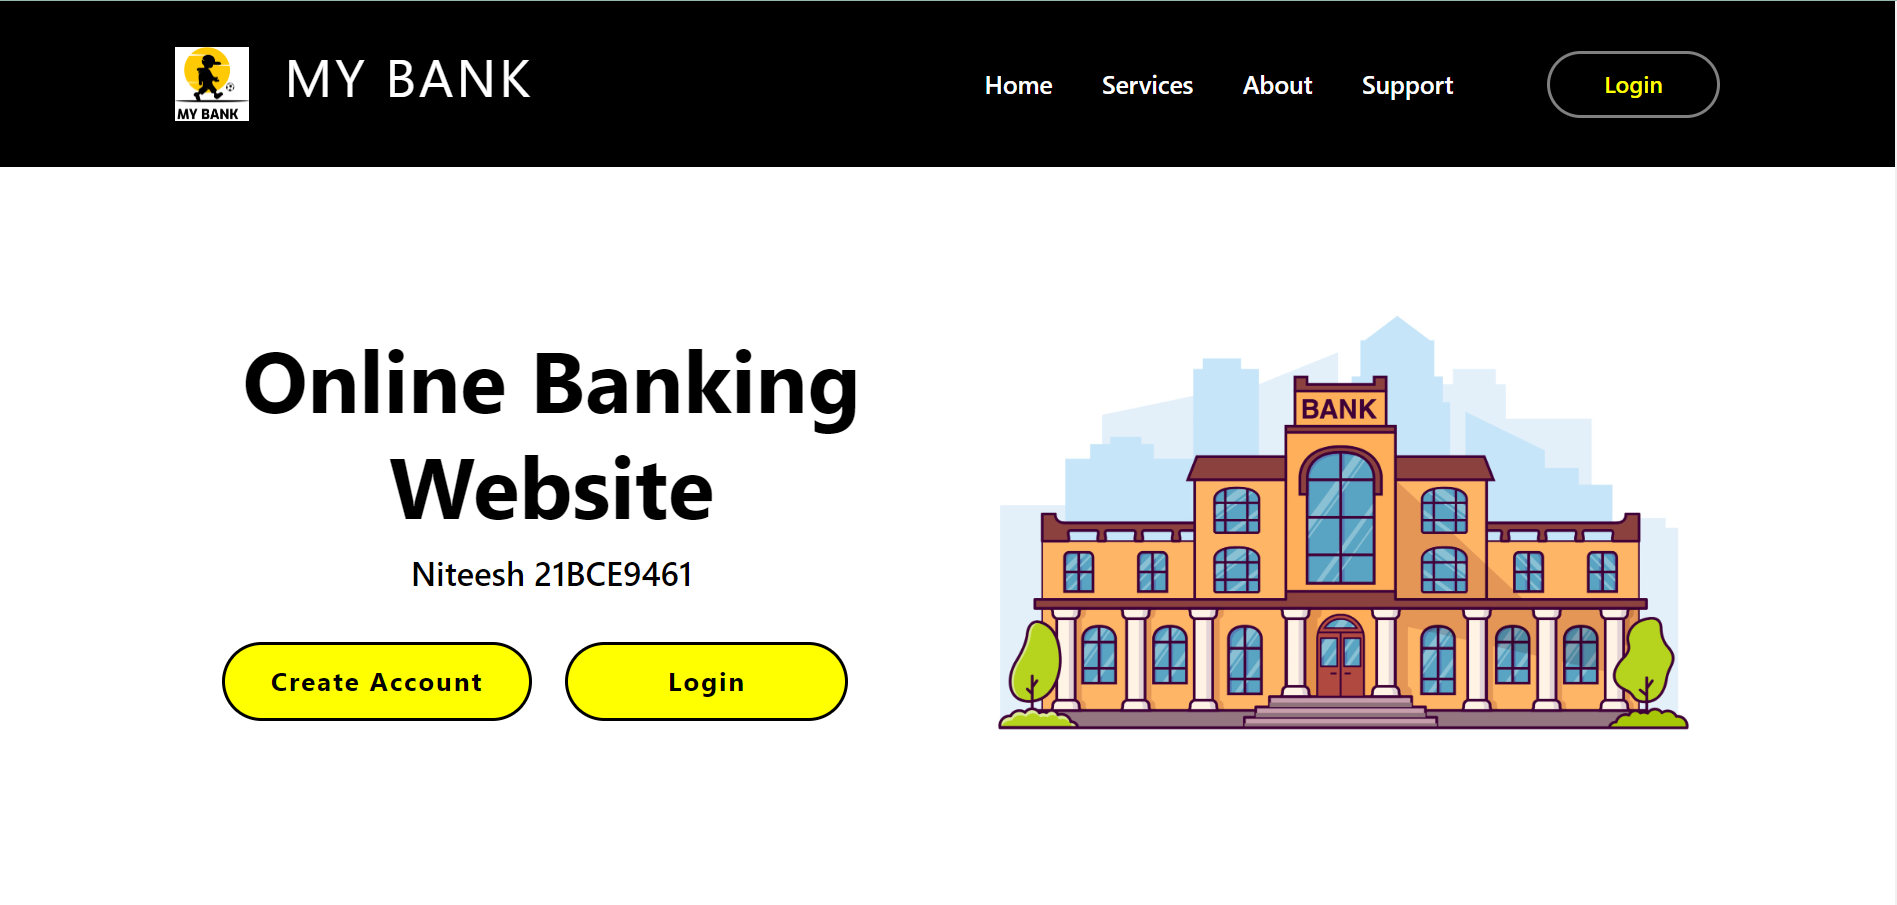 MY BANK
MY BANK
Home Services About Support Login
Online Banking
Website
Niteesh 21BCE9461
Create Account Login
BANK